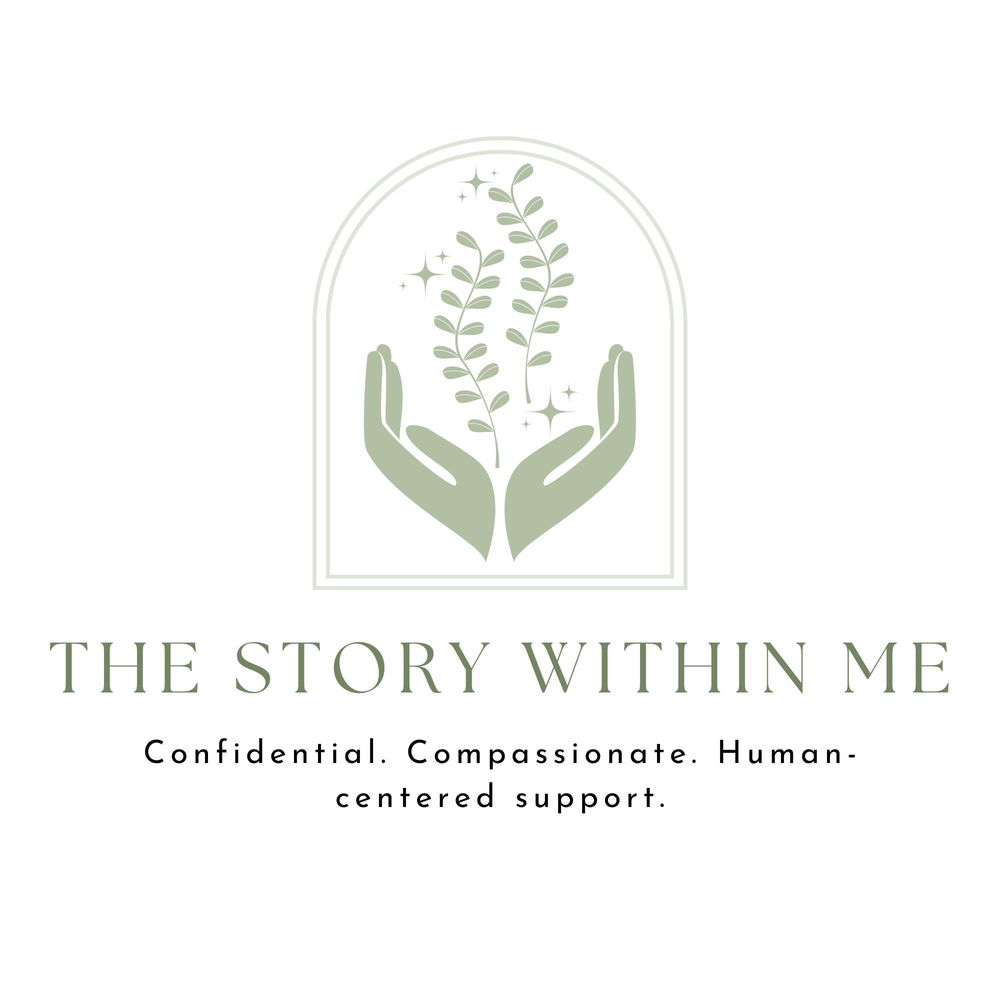 THE STORY WITHIN ME
Confidential. Compassionate. Human-
centered support.